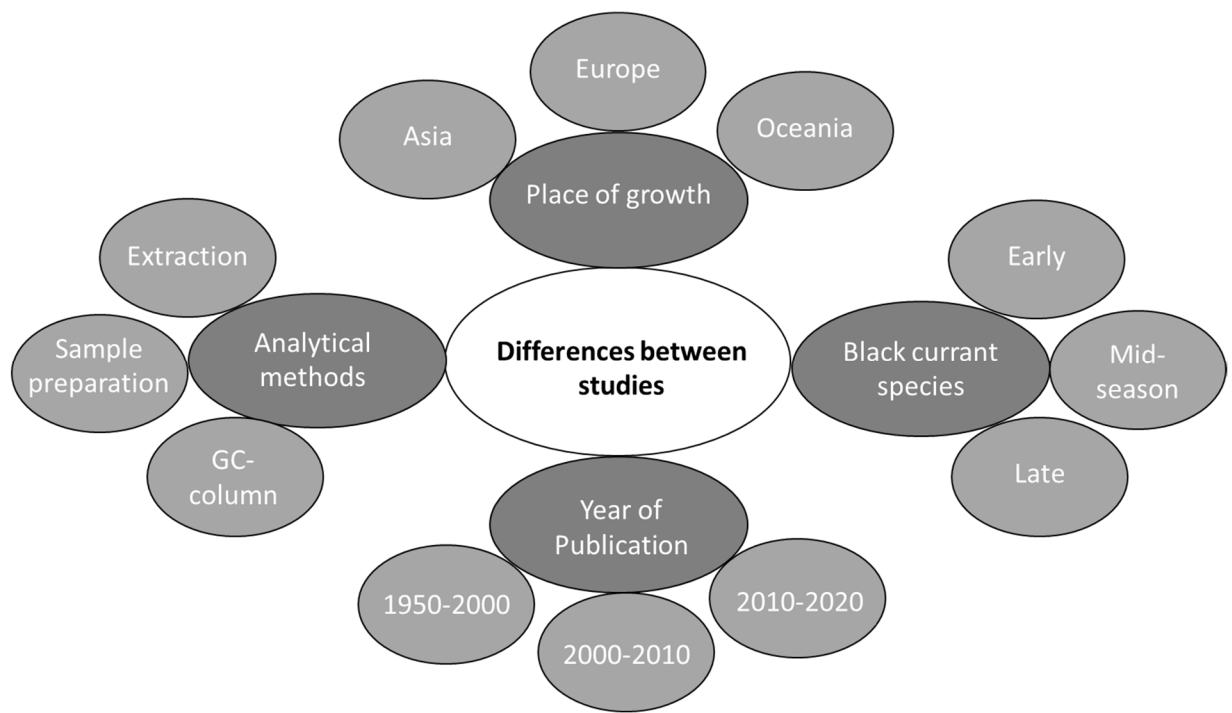 Europe
Asia
Oceania
Place of growth
Extraction
Early
Analytical
methods
Sample
preparation
Differences between
studies
Black currant
species
Mid-
season
GC-
column
Late
Year of
Publication
1950-2000
2010-2020
2000-2010